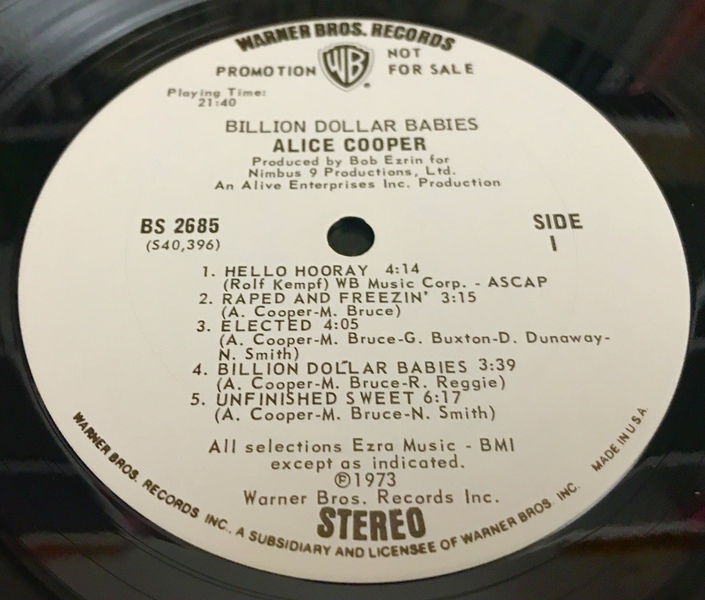 WARNER BROS. RECORDS
PROMOTION WB NOT FOR SALE
Playing Time:
21:40
BILLION DOLLAR BABIES
ALICE COOPER
Produced by Bob Ezrin for
Nimbus 9 Productions, Ltd.
An Alive Enterprises Inc. Production
BS 2685
(S40,396)
SIDE
1
1. HELLO HOORAY 4:14
(Rolf Kempf) WB Music Corp. - ASCAP
2. RAPED AND FREEZIN' 3:15
(A. Cooper-M. Bruce)
3. ELECTED 4:05
(A. Cooper-M. Bruce-G. Buxton-D. Dunaway-
N. Smith)
4. BILLION DOLLAR BABIES 3:39
(A. Cooper-M. Bruce-R. Reggie)
5. UNFINISHED SWEET 6:17
(A. Cooper-M. Bruce-N. Smith)
All selections Ezra Music - BMI
except as indicated.
℗1973
Warner Bros. Records Inc.
STEREO
WARNER BROS. RECORDS INC., A SUBSIDIARY AND LICENSEE OF WARNER BROS. INC. MADE IN U.S.A.